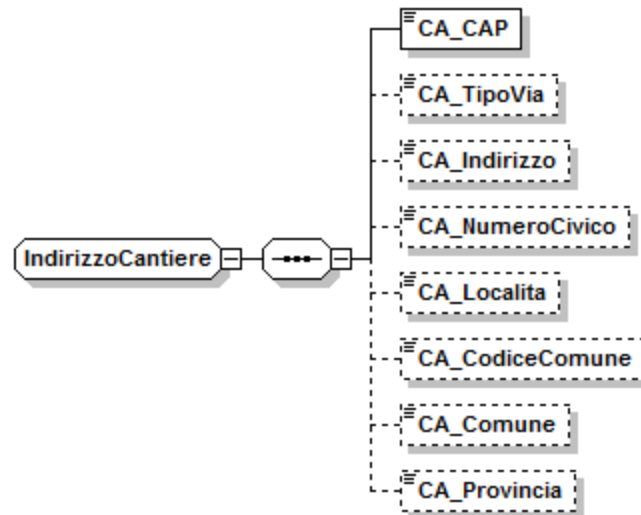 CA_CAP
CA_TipoVia
CA_Indirizzo
CA_NumeroCivico
IndirizzoCantiere
CA_Localita
CA_CodiceComune
CA_Comune
CA_Provincia